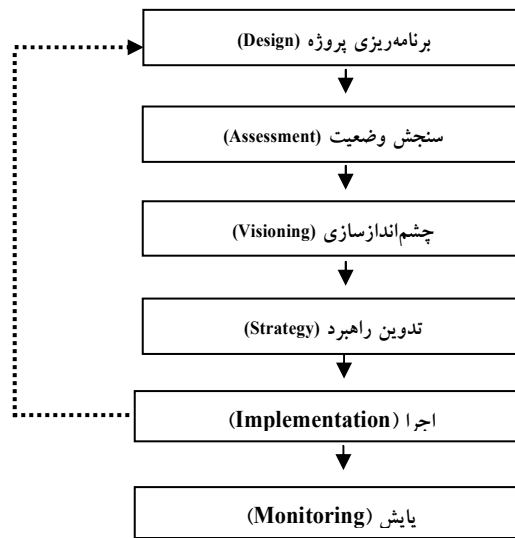 برنامه‌ریزی پروژه (Design)
سنجش وضعیت (Assessment)
چشم‌اندازسازی (Visioning)
تدوین راهبرد (Strategy)
اجرا (Implementation)
پایش (Monitoring)